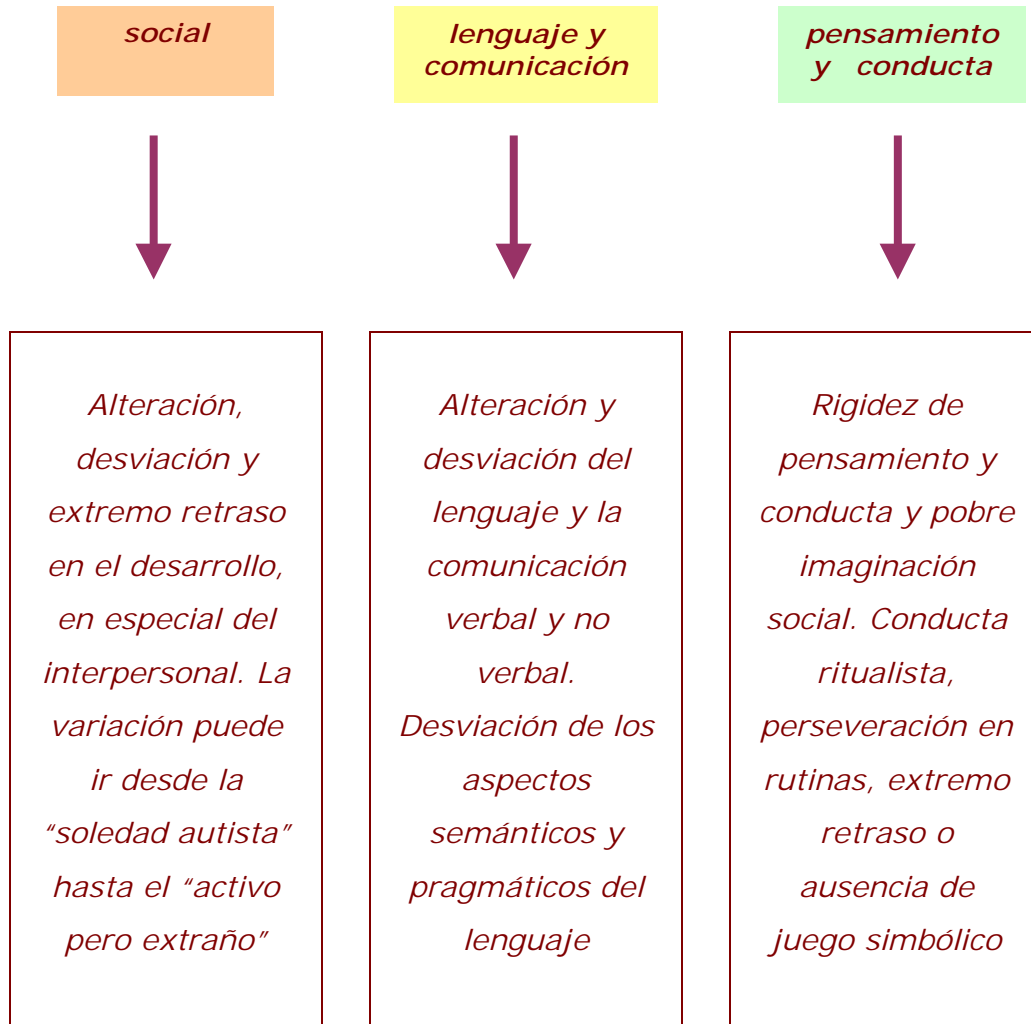 social
lenguaje y
comunicación
pensamiento
y conducta
Alteración,
desviación y
extremo retraso
en el desarrollo,
en especial del
interpersonal. La
variación puede
ir desde la
“soledad autista”
hasta el “activo
pero extraño”
Alteración y
desviación del
lenguaje y la
comunicación
verbal y no
verbal.
Desviación de los
aspectos
semánticos y
pragmáticos del
lenguaje
Rigidez de
pensamiento y
conducta y pobre
imaginación
social. Conducta
ritualista,
perseveración en
rutinas, extremo
retraso o
ausencia de
juego simbólico